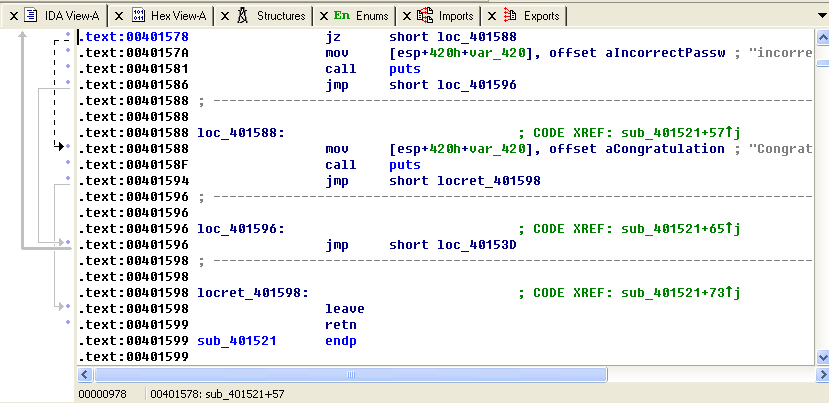 IDA View-A Hex View-A Structures En Enums Imports Exports
.text:00401578 jz short loc_401588
.text:0040157A mov [esp+420h+var_420], offset aIncorrectPassw ; "incorre
.text:00401581 call puts
.text:00401586 jmp short loc_401596
.text:00401588 ; ---------------------------------------------------------------------------
.text:00401588
.text:00401588 loc_401588: ; CODE XREF: sub_401521+57↑j
.text:00401588 mov [esp+420h+var_420], offset aCongratulation ; "Congrat
.text:0040158F call puts
.text:00401594 jmp short locret_401598
.text:00401596 ; ---------------------------------------------------------------------------
.text:00401596
.text:00401596 loc_401596: ; CODE XREF: sub_401521+65↑j
.text:00401596 jmp short loc_40153D
.text:00401598 ; ---------------------------------------------------------------------------
.text:00401598
.text:00401598 locret_401598: ; CODE XREF: sub_401521+73↑j
.text:00401598 leave
.text:00401599 retn
.text:00401599 sub_401521 endp
.text:00401599
00000978 00401578: sub_401521+57